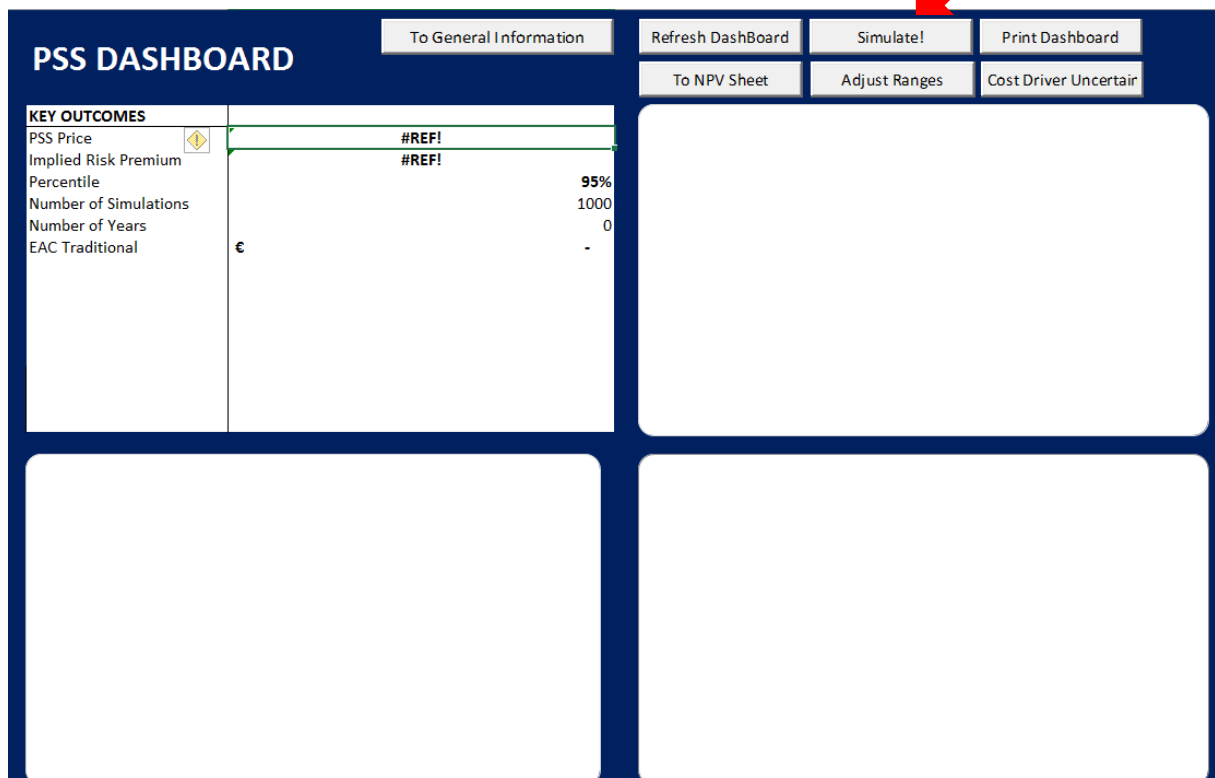 PSS DASHBOARD
To General Information
Refresh DashBoard
Simulate!
Print Dashboard
To NPV Sheet
Adjust Ranges
Cost Driver Uncertain
KEY OUTCOMES
PSS Price #REF!
Implied Risk Premium #REF!
Percentile 95%
Number of Simulations 1000
Number of Years 0
EAC Traditional € -